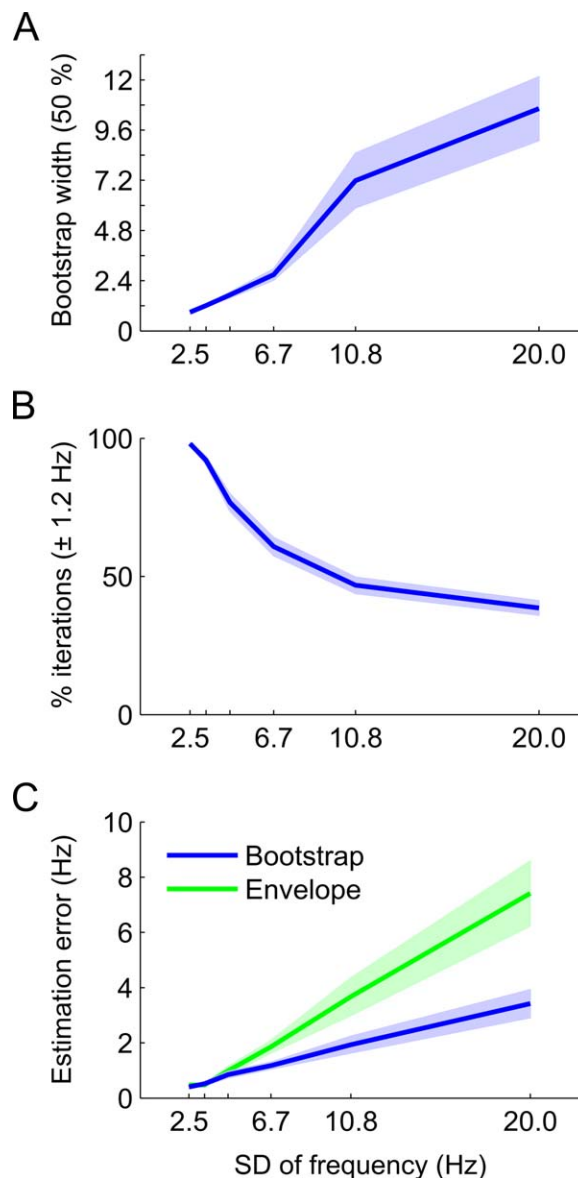 A
Bootstrap width (50 %)
12
9.6
7.2
4.8
2.4
0
2.5 6.7 10.8 20.0
B
% iterations (± 1.2 Hz)
100
50
0
2.5 6.7 10.8 20.0
C
Estimation error (Hz)
10
8
6
4
2
0
Bootstrap
Envelope
2.5 6.7 10.8 20.0
SD of frequency (Hz)